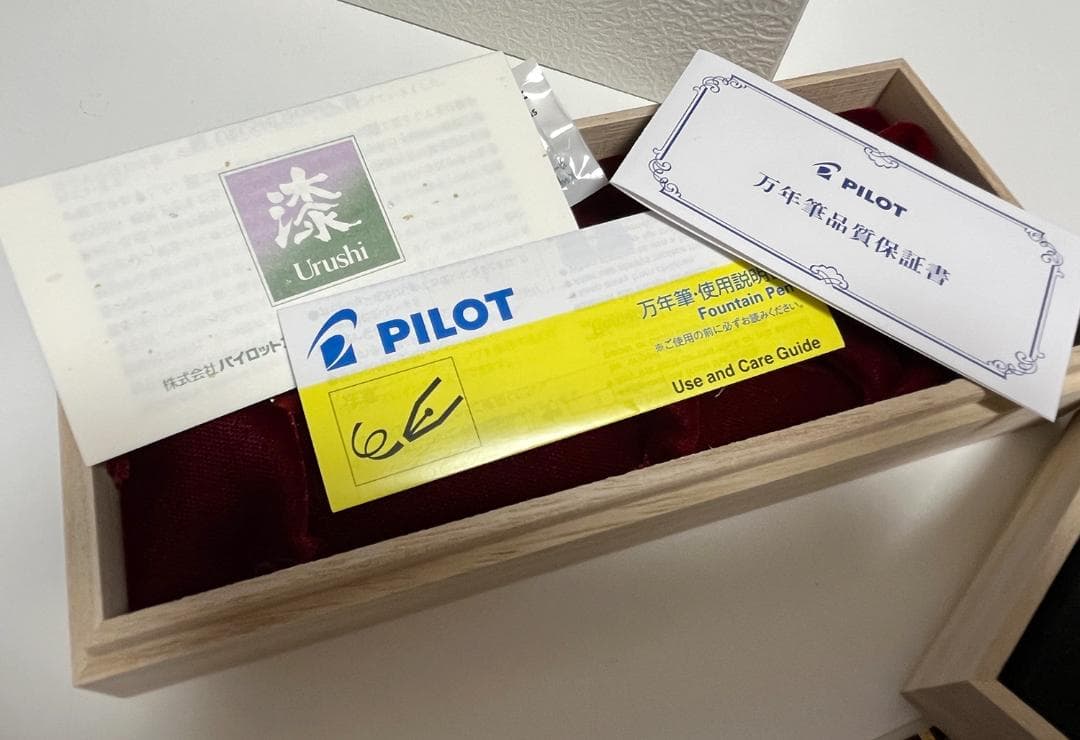 漆
Urushi
株式会社パイロット
PILOT
万年筆・使用説明
Fountain Pen
※ご使用の前に必ずお読みください。
Use and Care Guide
PILOT
万年筆品質保証書